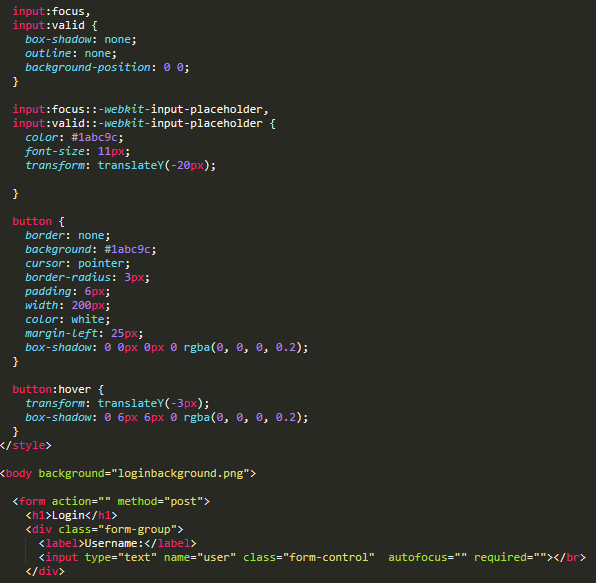 input:focus,
input:valid {
box-shadow: none;
outline: none;
background-position: 0 0;
}
input:focus::-webkit-input-placeholder,
input:valid::-webkit-input-placeholder {
color: #1abc9c;
font-size: 11px;
transform: translateY(-20px);
}
button {
border: none;
background: #1abc9c;
cursor: pointer;
border-radius: 3px;
padding: 6px;
width: 200px;
color: white;
margin-left: 25px;
box-shadow: 0 0px 0px 0 rgba(0, 0, 0, 0.2);
}
button:hover {
transform: translateY(-3px);
box-shadow: 0 6px 6px 0 rgba(0, 0, 0, 0.2);
}
</style>
<body background="loginbackground.png">
<form action="" method="post">
<h1>Login</h1>
<div class="form-group">
<label>Username:</label>
<input type="text" name="user" class="form-control"  autofocus="" required=""></br>
</div>